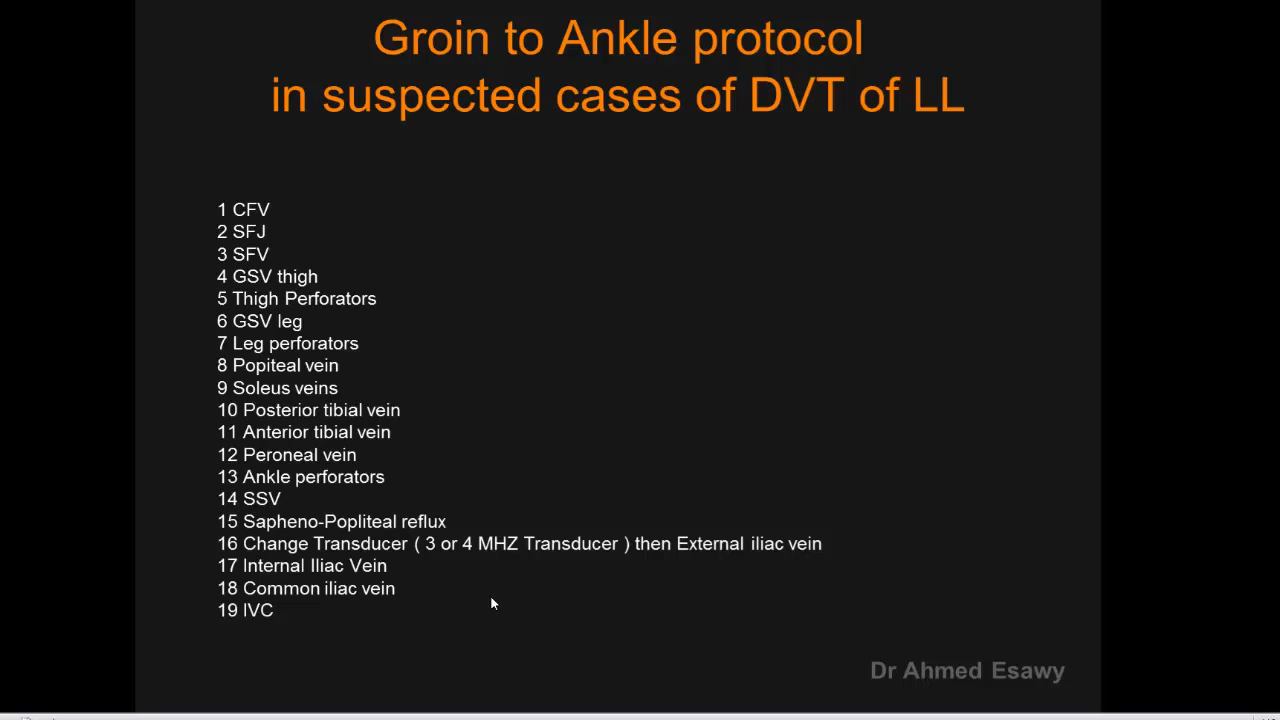 Groin to Ankle protocol
in suspected cases of DVT of LL
1 CFV
2 SFJ
3 SFV
4 GSV thigh
5 Thigh Perforators
6 GSV leg
7 Leg perforators
8 Popiteal vein
9 Soleus veins
10 Posterior tibial vein
11 Anterior tibial vein
12 Peroneal vein
13 Ankle perforators
14 SSV
15 Sapheno-Popliteal reflux
16 Change Transducer ( 3 or 4 MHZ Transducer ) then External iliac vein
17 Internal Iliac Vein
18 Common iliac vein
19 IVC
Dr Ahmed Esawy